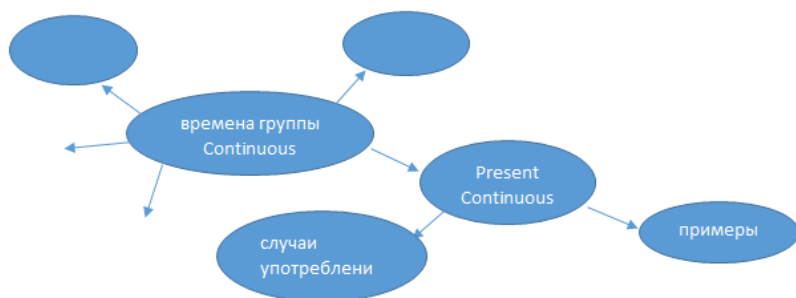 времена группы
Continuous
Present
Continuous
случаи
употреблени
примеры